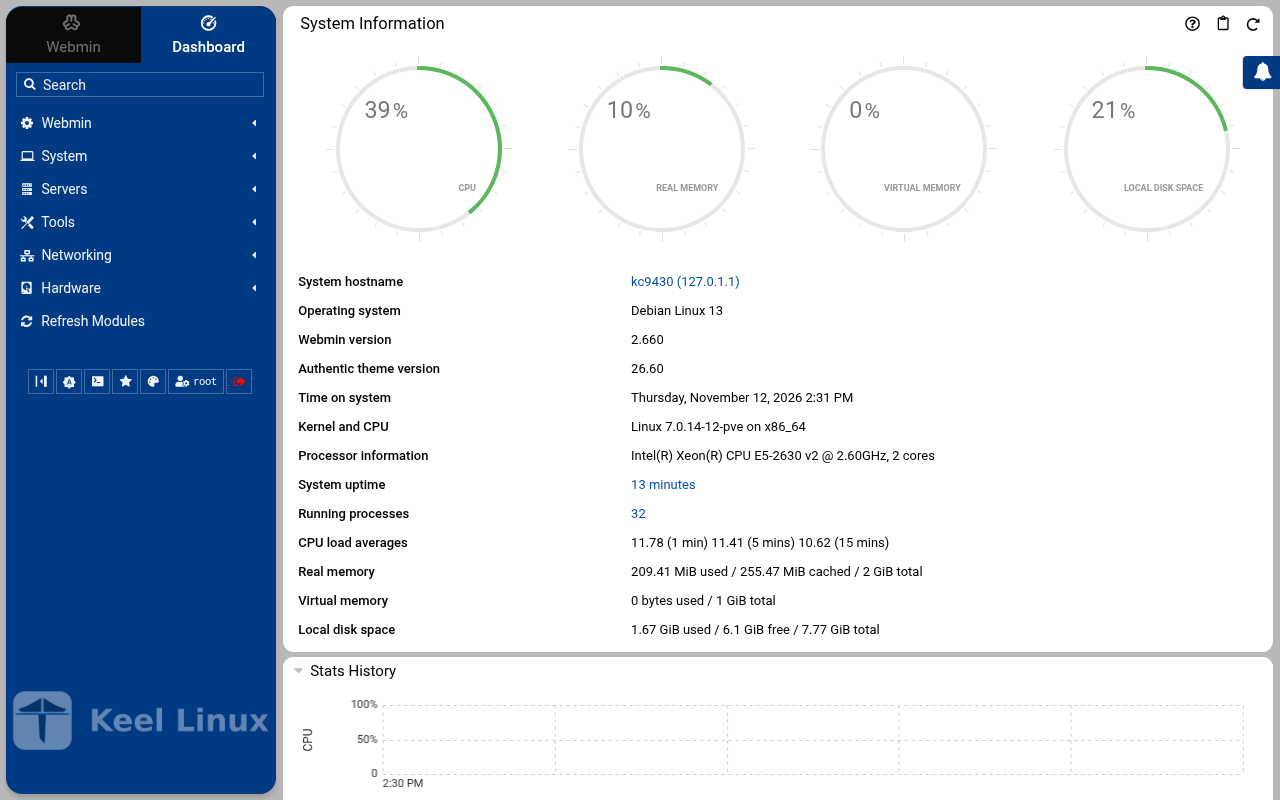 Webmin
Dashboard
Search
Webmin
System
Servers
Tools
Networking
Hardware
Refresh Modules
root
Keel Linux
System Information
39%
CPU
10%
REAL MEMORY
0%
VIRTUAL MEMORY
21%
LOCAL DISK SPACE
System hostname kc9430 (127.0.1.1)
Operating system Debian Linux 13
Webmin version 2.660
Authentic theme version 26.60
Time on system Thursday, November 12, 2026 2:31 PM
Kernel and CPU Linux 7.0.14-12-pve on x86_64
Processor information Intel(R) Xeon(R) CPU E5-2630 v2 @ 2.60GHz, 2 cores
System uptime 13 minutes
Running processes 32
CPU load averages 11.78 (1 min) 11.41 (5 mins) 10.62 (15 mins)
Real memory 209.41 MiB used / 255.47 MiB cached / 2 GiB total
Virtual memory 0 bytes used / 1 GiB total
Local disk space 1.67 GiB used / 6.1 GiB free / 7.77 GiB total
Stats History
CPU
100%
50%
0
2:30 PM